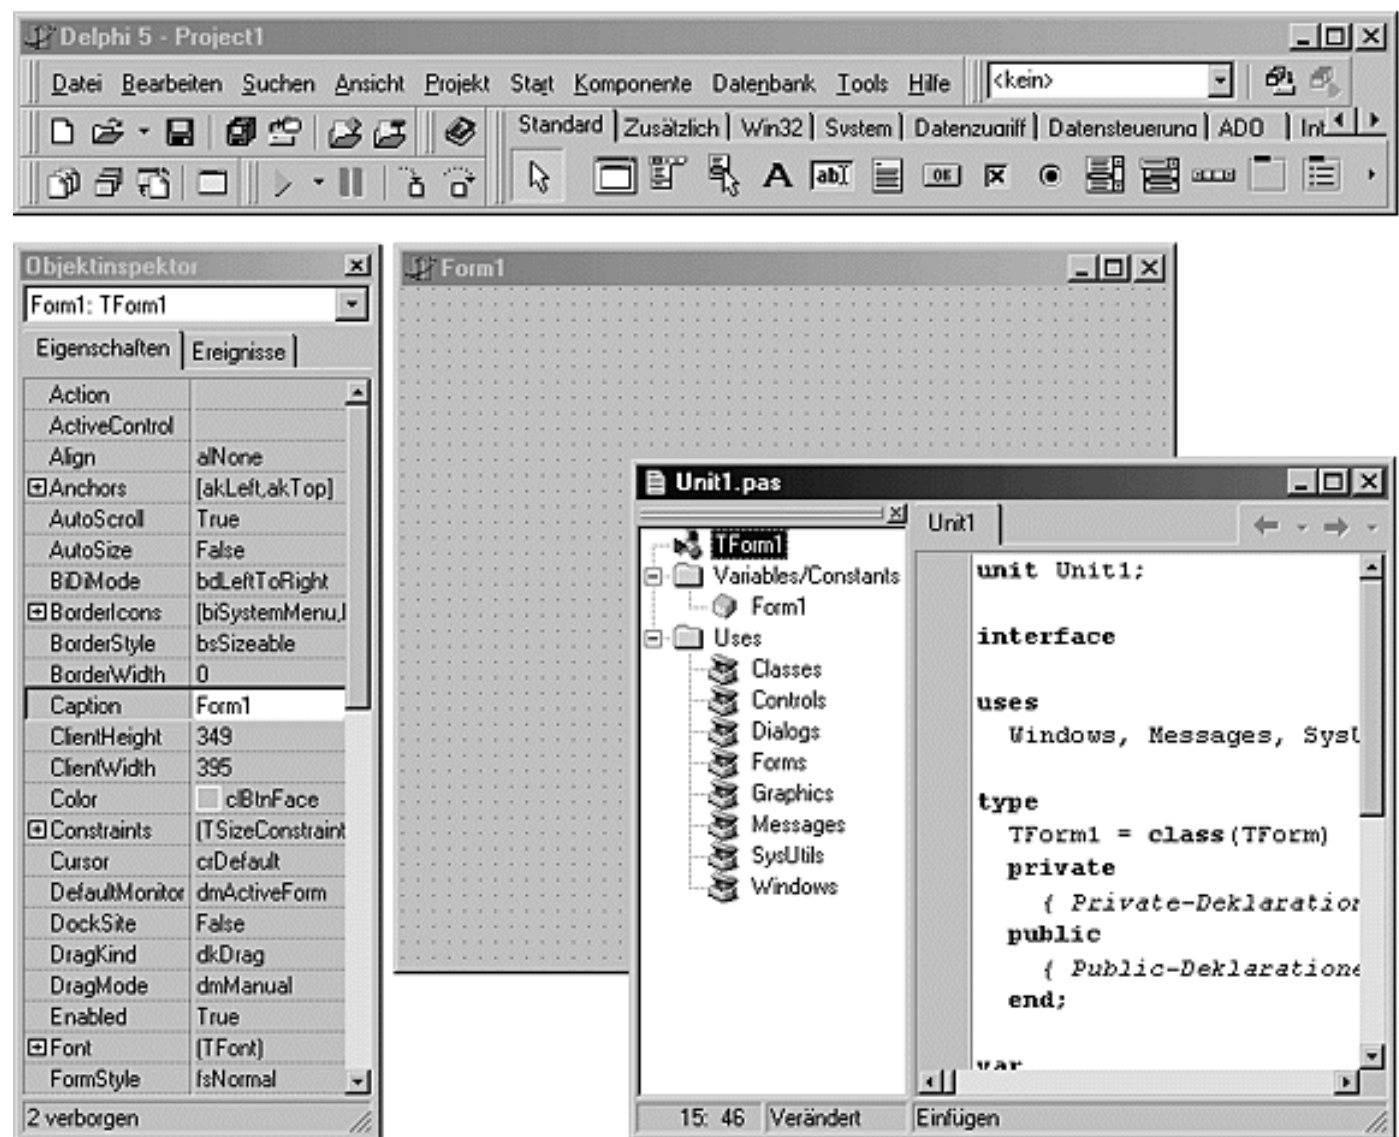 Delphi 5 - Project1
Datei Bearbeiten Suchen Ansicht Projekt Start Komponente Datenbank Tools Hilfe <kein>
Standard Zusätzlich Win32 System Datenzugriff Datensteuerung ADO Int
A abI OK
Objektinspektor
Form1: TForm1
Eigenschaften Ereignisse
Action
ActiveControl
Align alNone
Anchors [akLeft,akTop]
AutoScroll True
AutoSize False
BiDiMode bdLeftToRight
BorderIcons [biSystemMenu,
BorderStyle bsSizeable
BorderWidth 0
Caption Form1
ClientHeight 349
ClientWidth 395
Color clBtnFace
Constraints (TSizeConstraint
Cursor crDefault
DefaultMonitor dmActiveForm
DockSite False
DragKind dkDrag
DragMode dmManual
Enabled True
Font (TFont)
FormStyle fsNormal
2 verborgen
Form1
Unit1.pas
TForm1
Variables/Constants
Form1
Uses
Classes
Controls
Dialogs
Forms
Graphics
Messages
SysUtils
Windows
Unit1
unit Unit1;
interface
uses
Windows, Messages, SysU
type
TForm1 = class(TForm)
private
{ Private-Deklaration
public
{ Public-Deklaratione
end;
var
15: 46 Verändert Einfügen